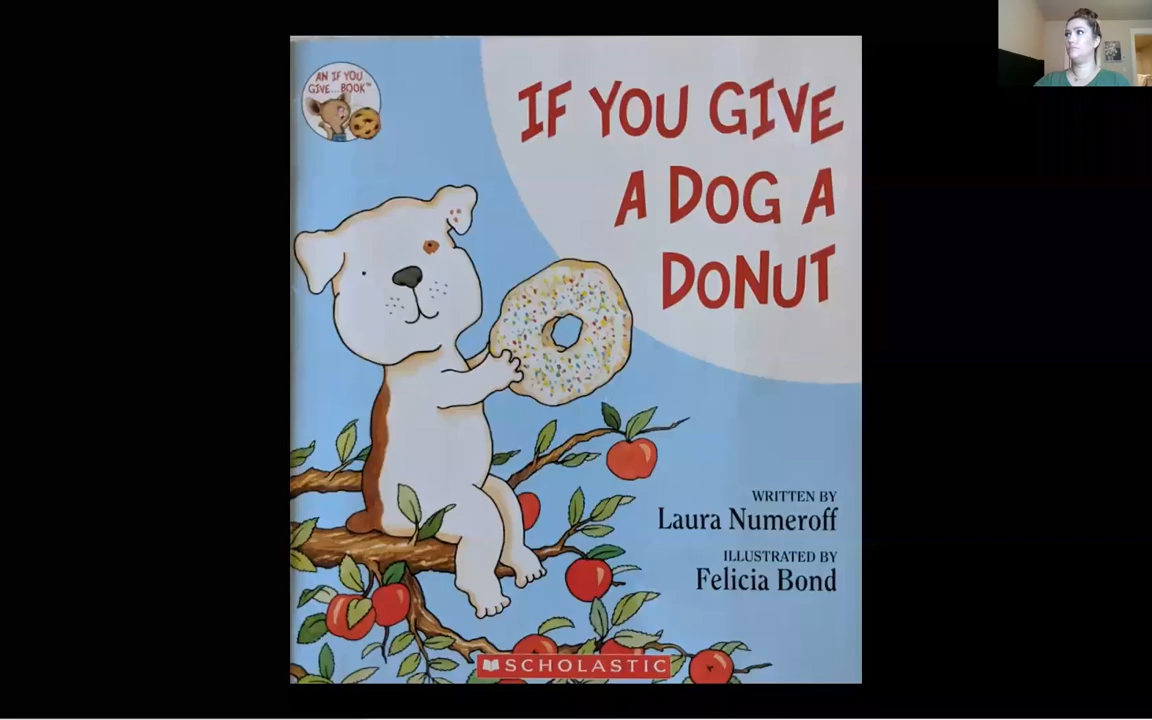 AN IF YOU
GIVE...BOOK™
IF YOU GIVE
A DOG A
DONUT
WRITTEN BY
Laura Numeroff
ILLUSTRATED BY
Felicia Bond
SCHOLASTIC